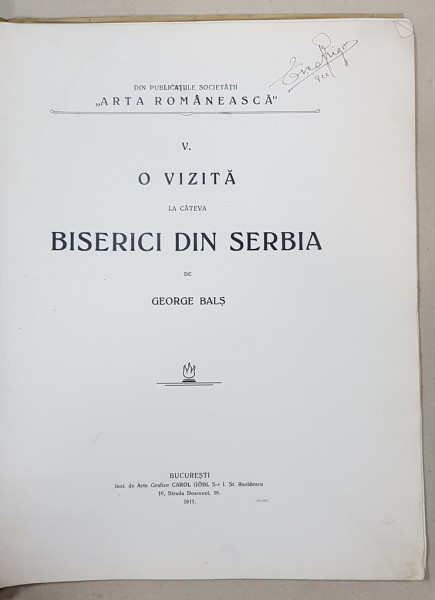 DIN PUBLICAȚIILE SOCIETĂȚII
„ARTA ROMÂNEASCĂ”
V.
O VIZITĂ
LA CÂTEVA
BISERICI DIN SERBIA
DE
GEORGE BALȘ
BUCUREȘTI
Inst. de Arte Grafice CAROL GÖBL S-r I. St. Rasidescu
16, Strada Doamnei, 16